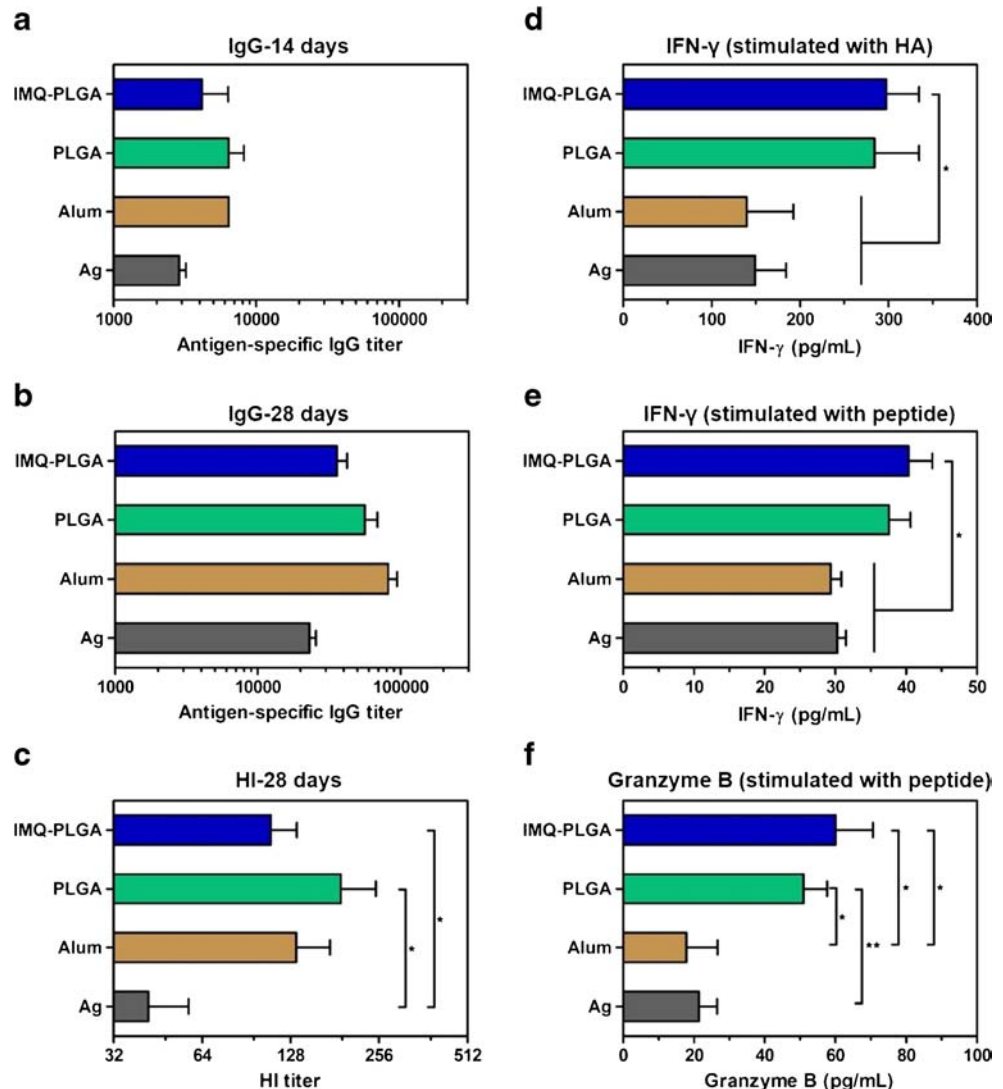 a
IgG-14 days
IMQ-PLGA
PLGA
Alum
Ag
1000 10000 100000
Antigen-specific IgG titer
b
IgG-28 days
IMQ-PLGA
PLGA
Alum
Ag
1000 10000 100000
Antigen-specific IgG titer
c
HI-28 days
IMQ-PLGA
PLGA
Alum
Ag
* *
32 64 128 256 512
HI titer
d
IFN-γ (stimulated with HA)
IMQ-PLGA
PLGA
Alum
Ag
*
0 100 200 300 400
IFN-γ (pg/mL)
e
IFN-γ (stimulated with peptide)
IMQ-PLGA
PLGA
Alum
Ag
*
0 10 20 30 40 50
IFN-γ (pg/mL)
f
Granzyme B (stimulated with peptide)
IMQ-PLGA
PLGA
Alum
Ag
* ** * *
0 20 40 60 80 100
Granzyme B (pg/mL)